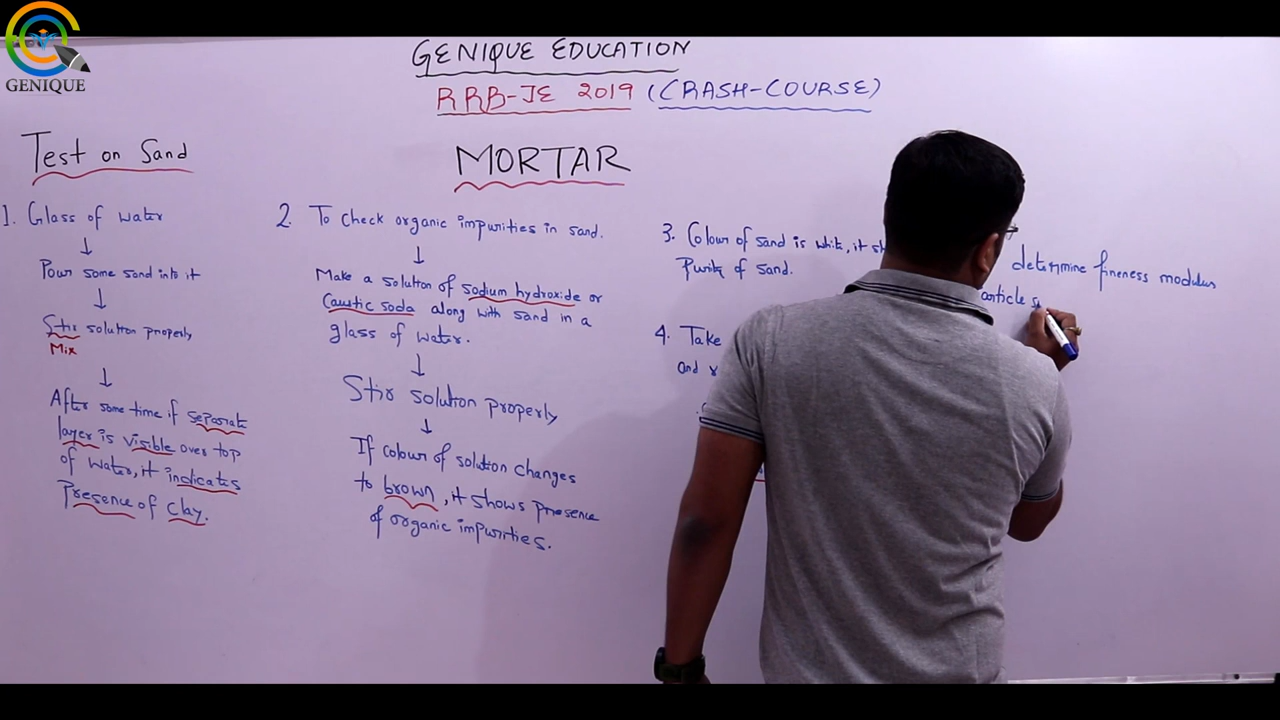 GENIQUE
GENIQUE EDUCATION
RRB-JE 2019 (CRASH-COURSE)
MORTAR
Test on Sand
1. Glass of water
↓
Pour some sand into it
↓
Stir solution properly
Mix
↓
After some time if separate
layer is visible over top
of water, it indicates
Presence of clay.
2. To check organic impurities in sand.
↓
Make a solution of sodium hydroxide or
Caustic soda along with sand in a
glass of water.
↓
Stir solution properly
↓
If colour of solution changes
to brown, it shows presence
of organic impurities.
3. Colour of sand is white, it
Purity of sand.
4. Take
and
determine fineness modulus
article